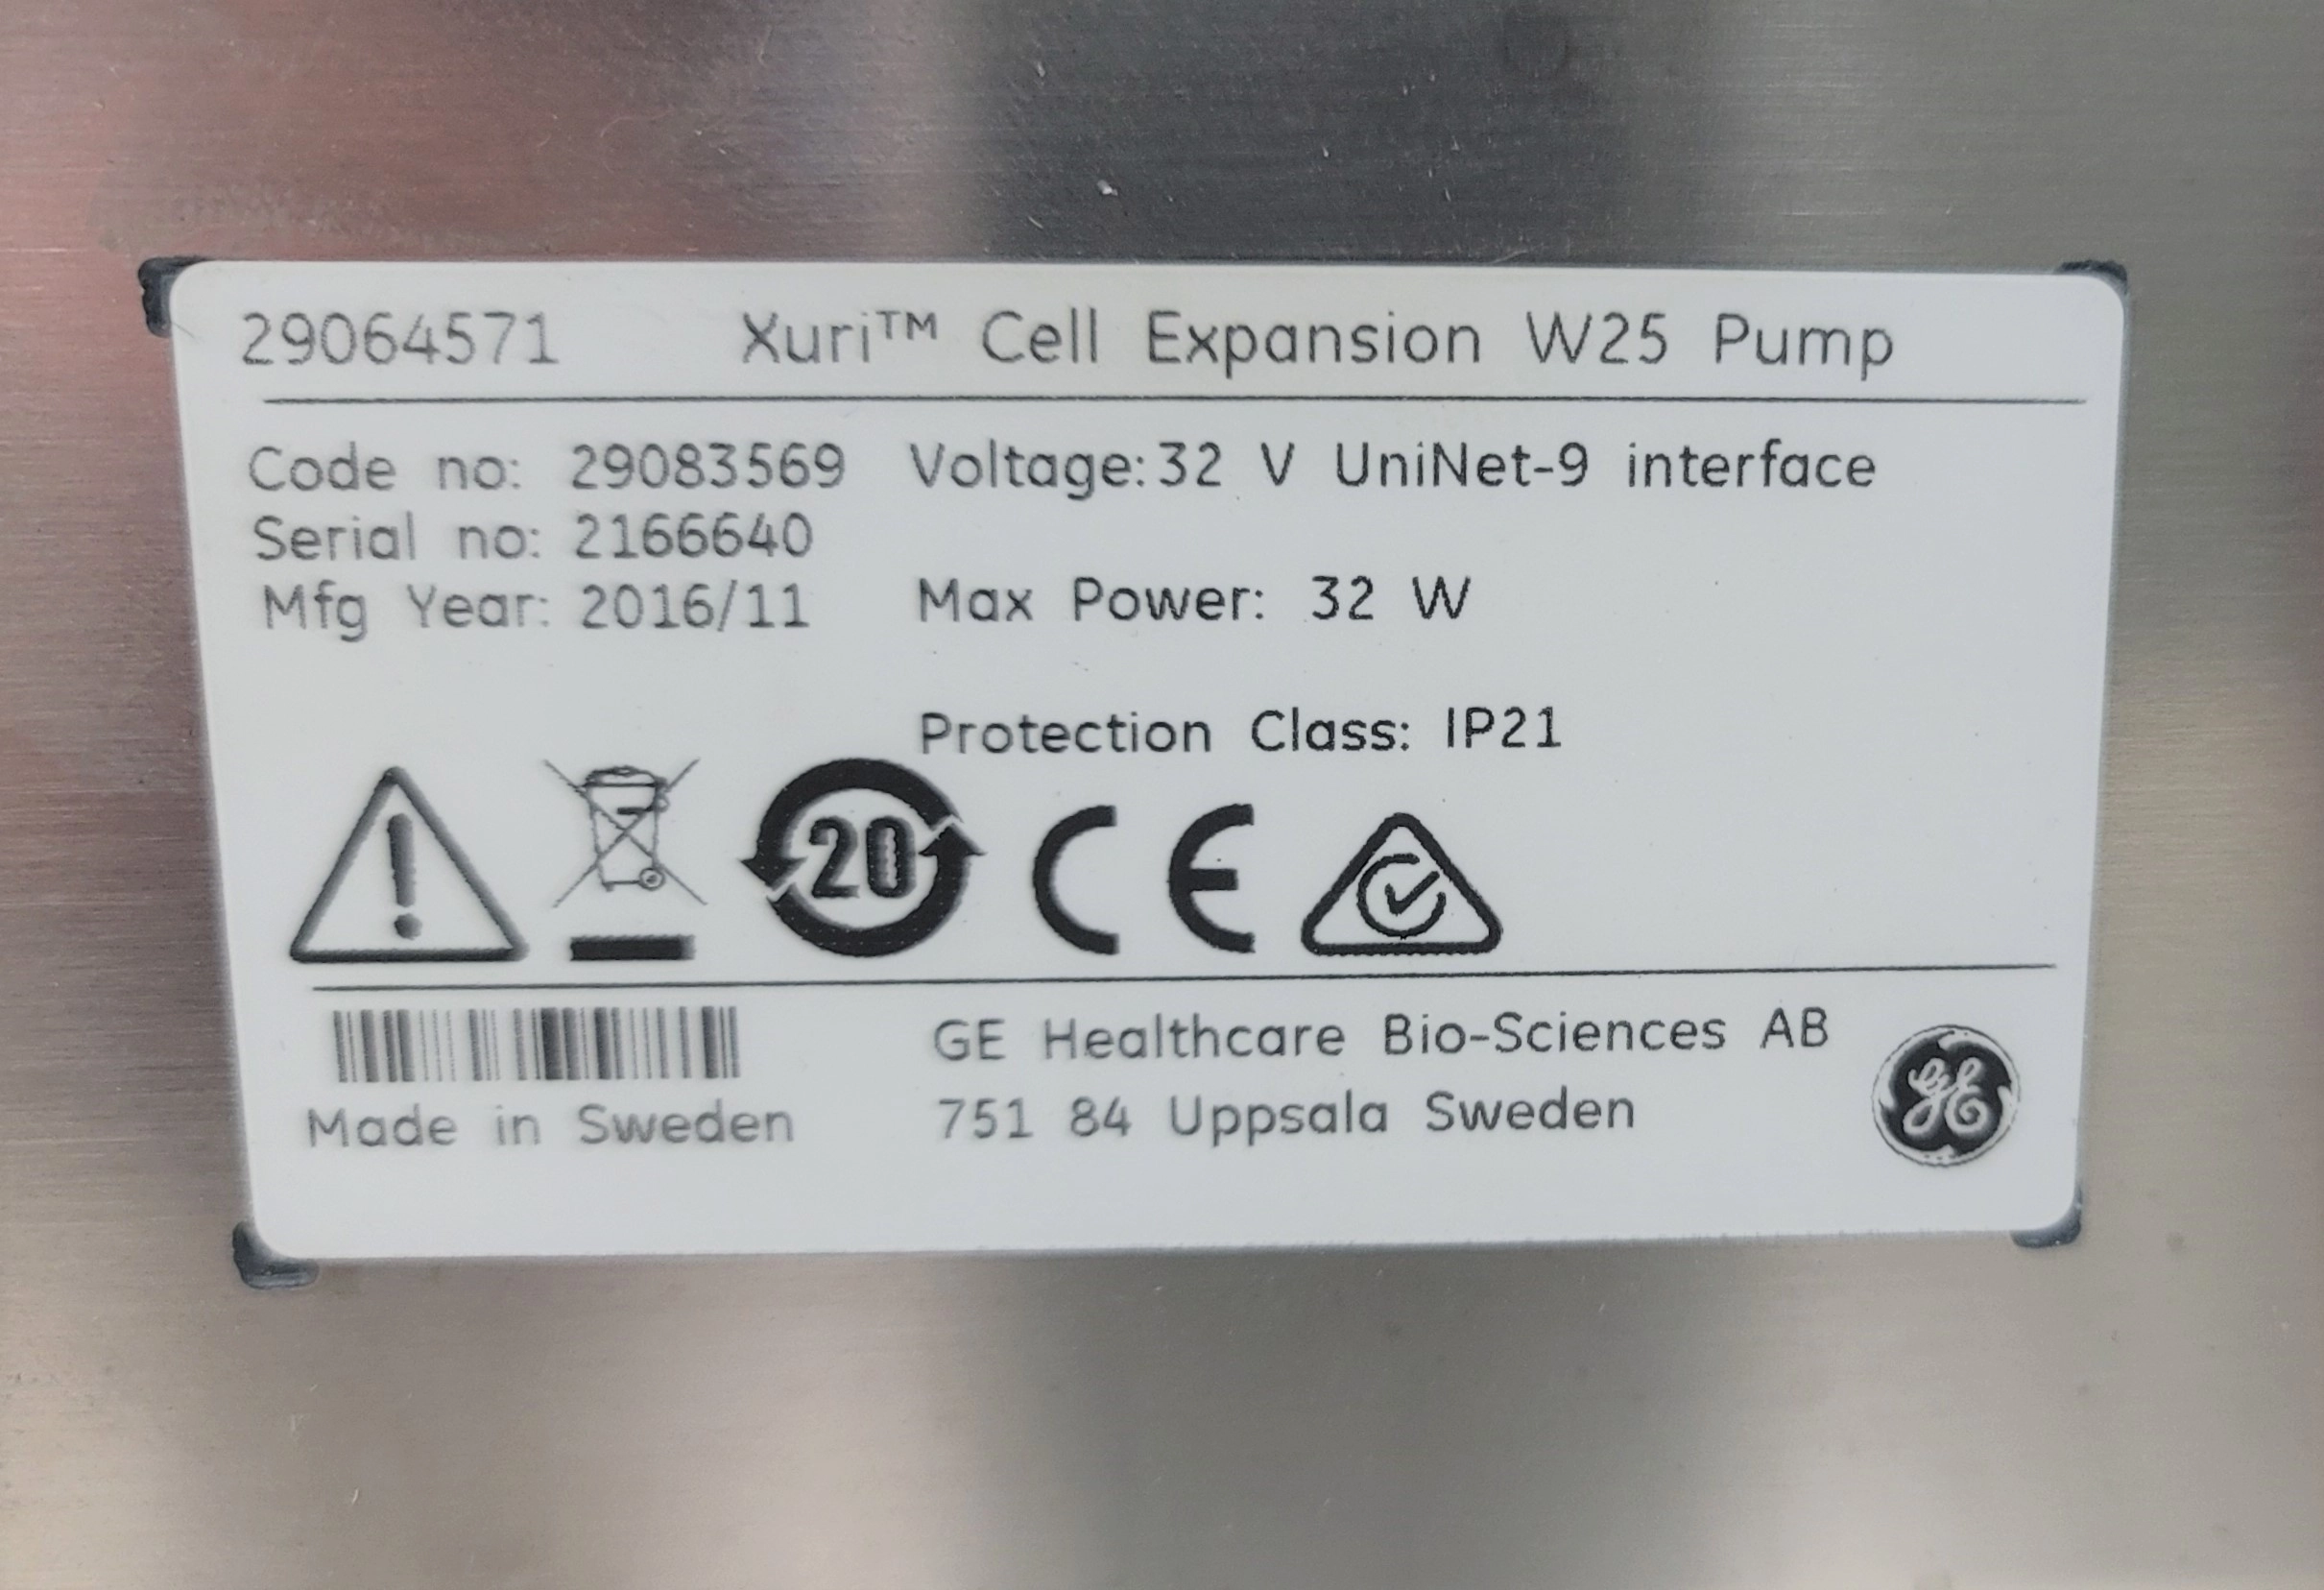 29064571 Xuri™ Cell Expansion W25 Pump
Code no: 29083569 Voltage: 32 V UniNet-9 interface
Serial no: 2166640
Mfg Year: 2016/11 Max Power: 32 W
Protection Class: IP21
20
CE
GE Healthcare Bio-Sciences AB
Made in Sweden 751 84 Uppsala Sweden
GE